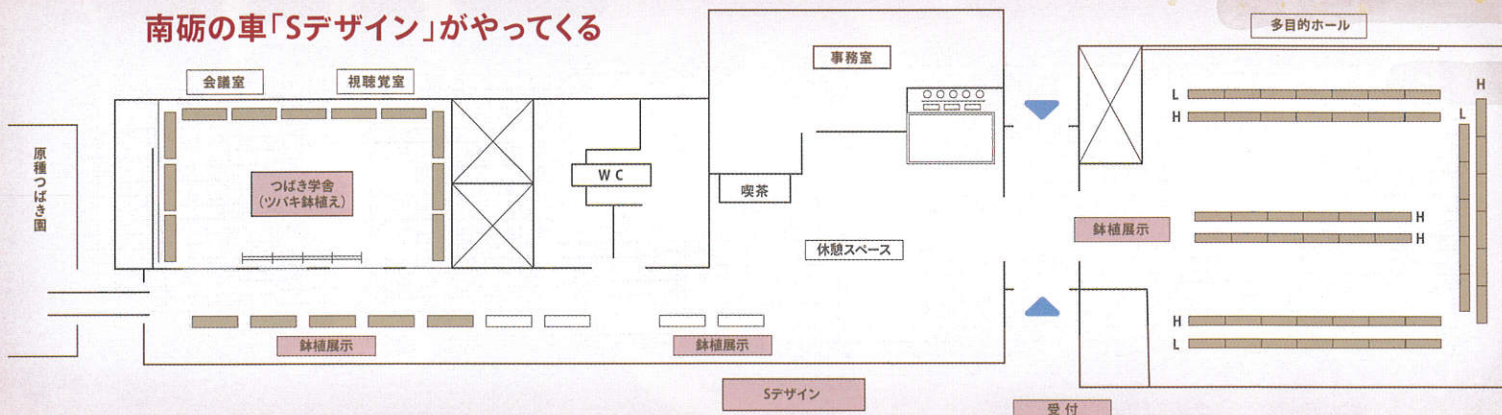 南砺の車「Sデザイン」がやってくる
多目的ホール
事務室
会議室
視聴覚室
H
L
L
H
原種つばき園
つばき学舎
(ツバキ鉢植え)
WC
喫茶
鉢植展示
H
H
休憩スペース
H
L
鉢植展示
鉢植展示
Sデザイン
受付